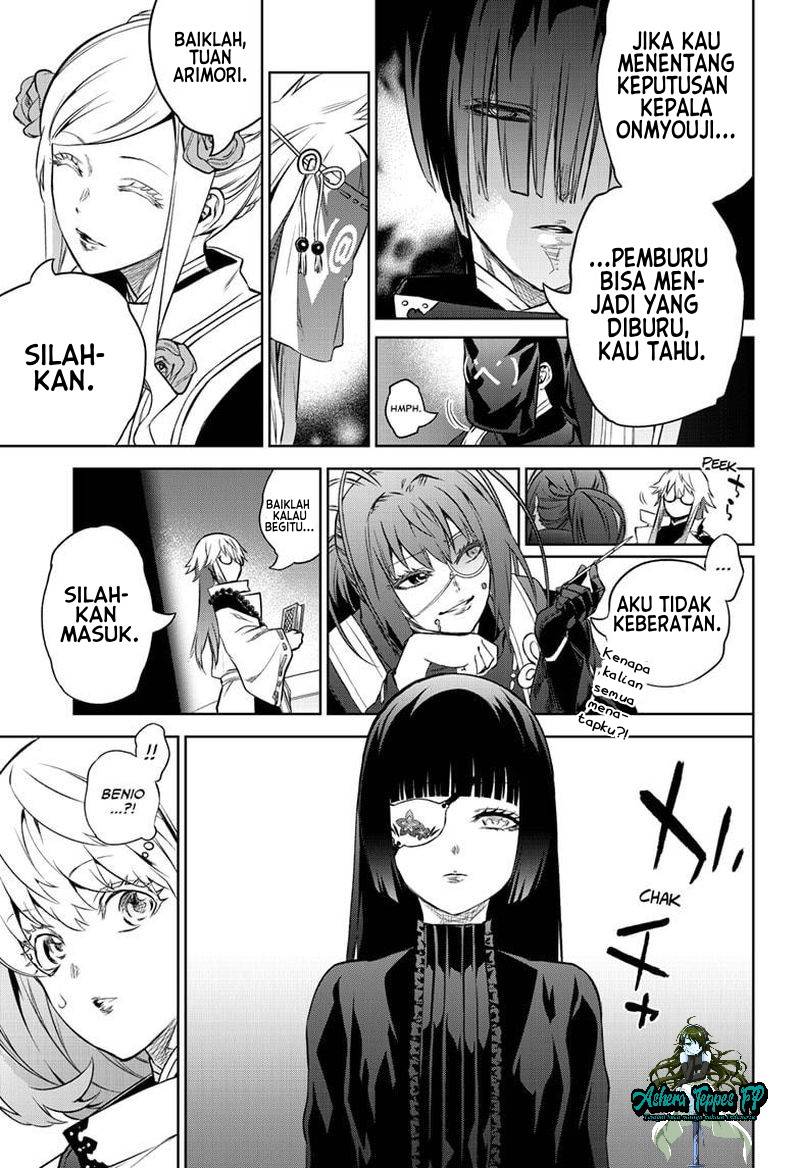 JIKA KAU
MENENTANG
KEPUTUSAN
KEPALA
ONMYOUJI...
...PEMBURU
BISA MEN-
JADI YANG
DIBURU,
KAU TAHU.
HMPH.
BAIKLAH,
TUAN
ARIMORI.
SILAH-
KAN.
PEEK
...
AKU TIDAK
KEBERATAN.
Kenapa
kalian
semua
mena-
tapku?!
BAIKLAH
KALAU
BEGITU...
SILAH-
KAN
MASUK.
CHAK
!!
BENIO
...?!
Ashera Teppes FP